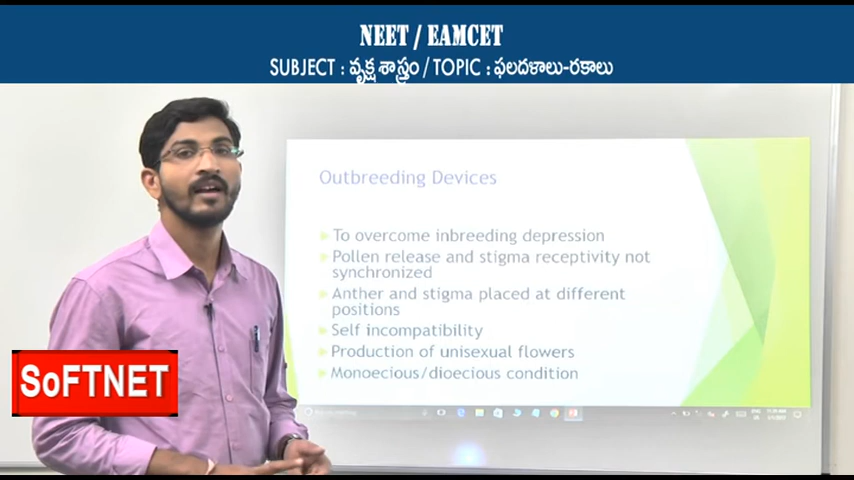 NEET / EAMCET
SUBJECT : వృక్ష శాస్త్రం / TOPIC : ఫలదళాలు-రకాలు
Outbreeding Devices
To overcome inbreeding depression
Pollen release and stigma receptivity not
synchronized
Anther and stigma placed at different
positions
Self incompatibility
Production of unisexual flowers
Monoecious/dioecious condition
SoFTNET